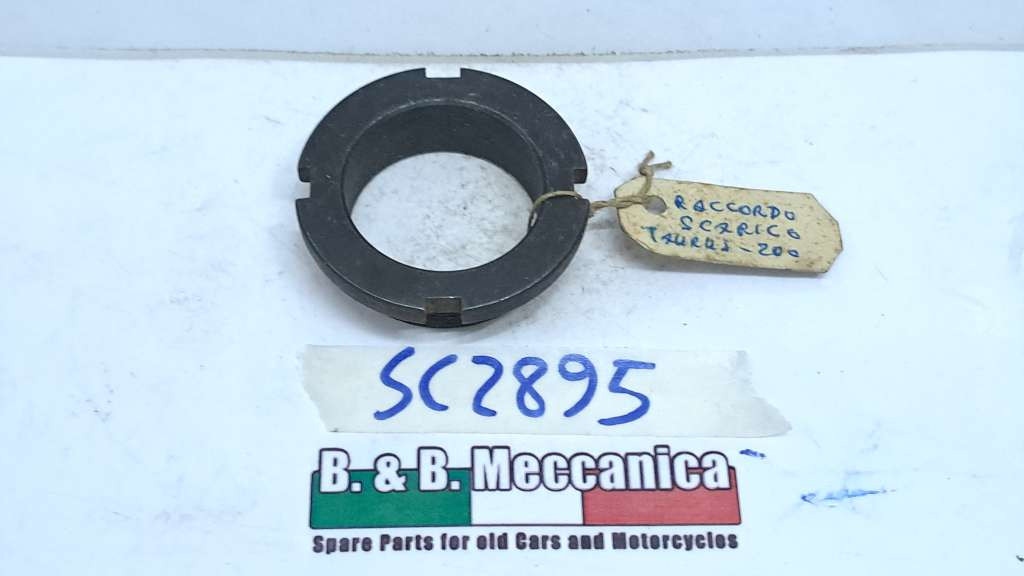 RACCORDO
SCARICO
TAURUS-200
SC2895
B. & B. Meccanica
Spare Parts for old Cars and Motorcycles